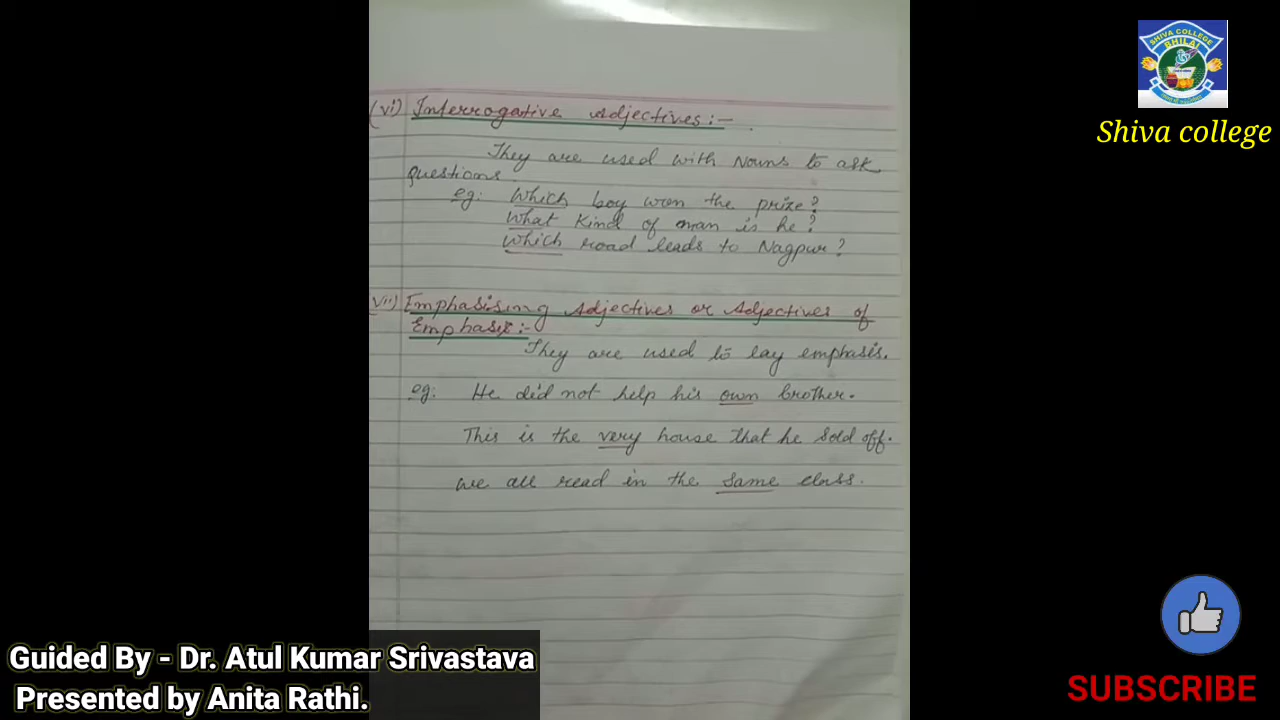 (vi) Interrogative Adjectives:-
They are used with Nouns to ask
questions.
eg: Which boy won the prize?
What kind of man is he?
Which road leads to Nagpur?
vii) Emphasising Adjectives or Adjectives of
Emphasis:-
They are used to lay emphasis.
eg: He did not help his own brother.
This is the very house that he sold off.
we all read in the same class.
SHIVA COLLEGE
BHILAI
Shiva college
Guided By - Dr. Atul Kumar Srivastava
Presented by Anita Rathi.
SUBSCRIBE